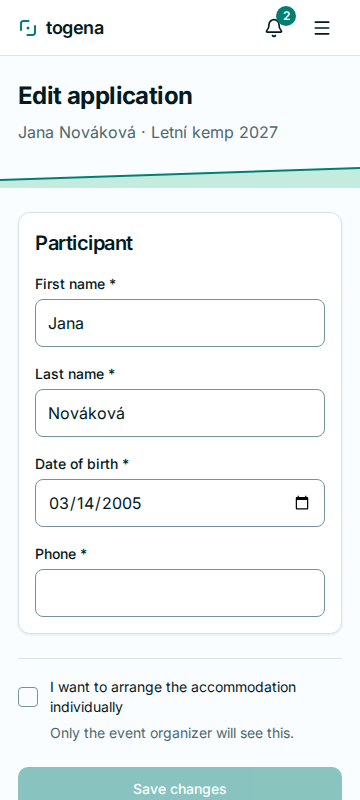 togena
2
Edit application
Jana Nováková · Letní kemp 2027
Participant
First name *
Jana
Last name *
Nováková
Date of birth *
03/14/2005
Phone *
I want to arrange the accommodation
individually
Only the event organizer will see this.
Save changes